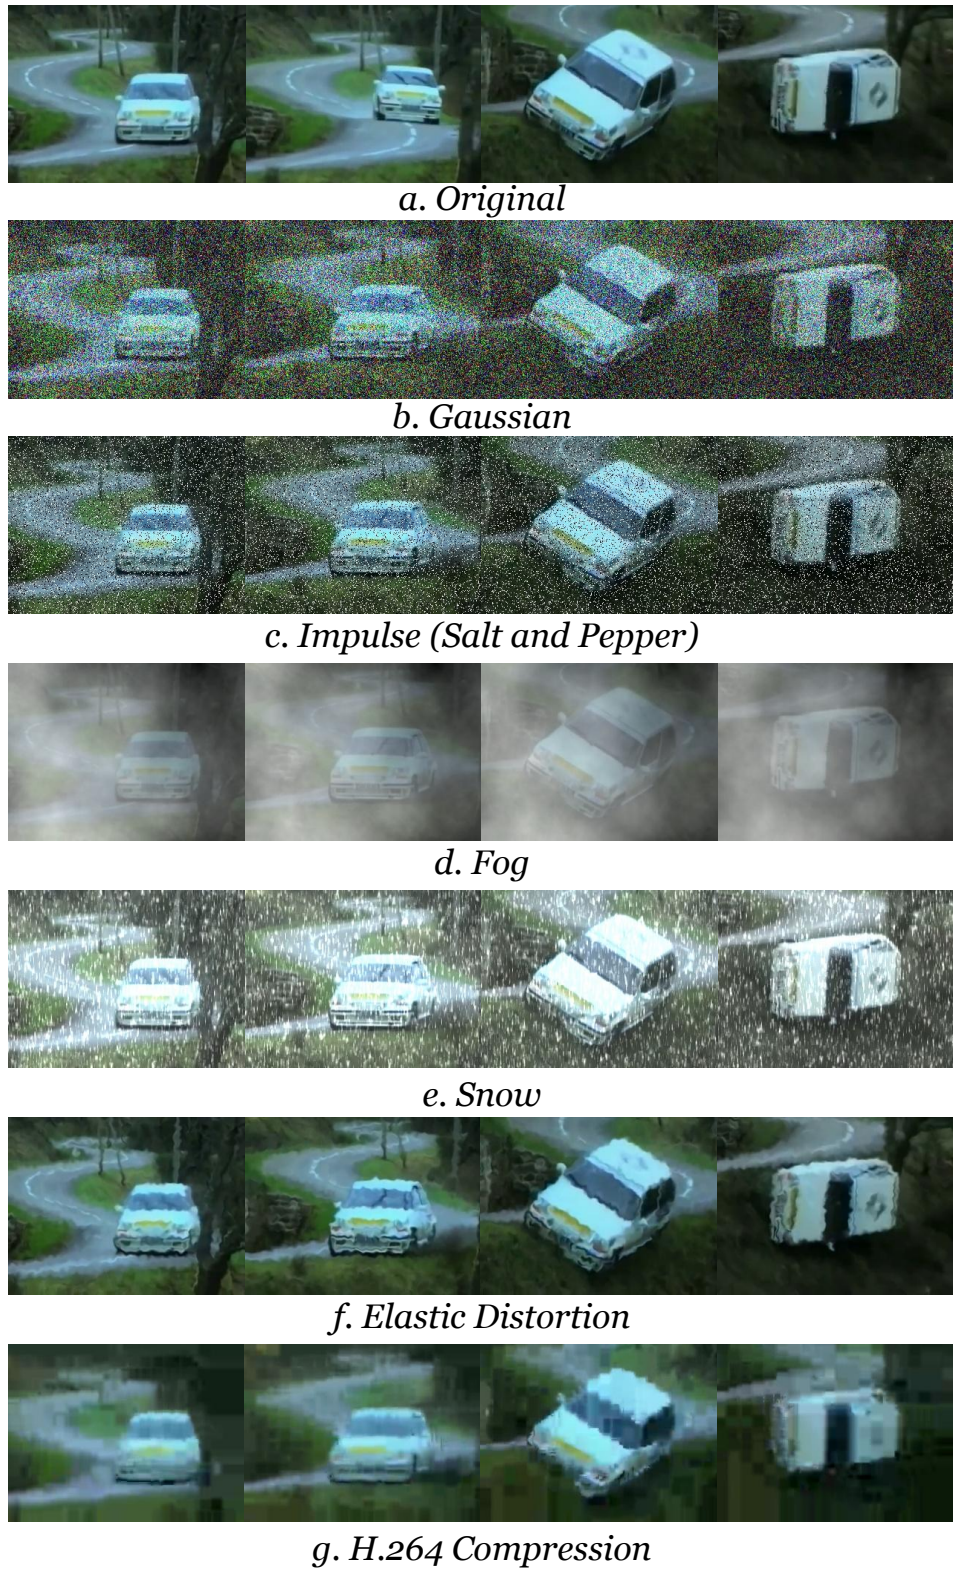 a. Original
b. Gaussian
c. Impulse (Salt and Pepper)
d. Fog
e. Snow
f. Elastic Distortion
g. H.264 Compression